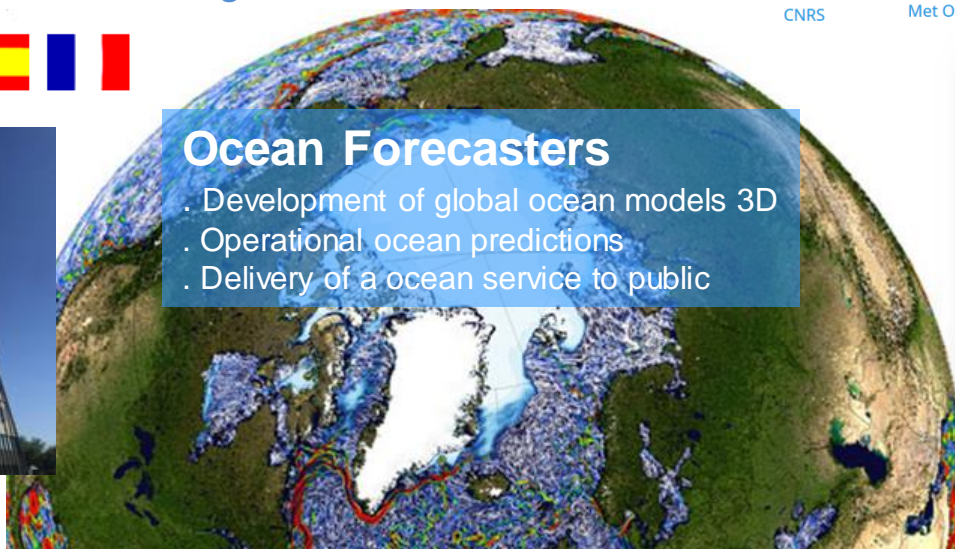 CNRS
Met O
Ocean Forecasters
. Development of global ocean models 3D
. Operational ocean predictions
. Delivery of a ocean service to public